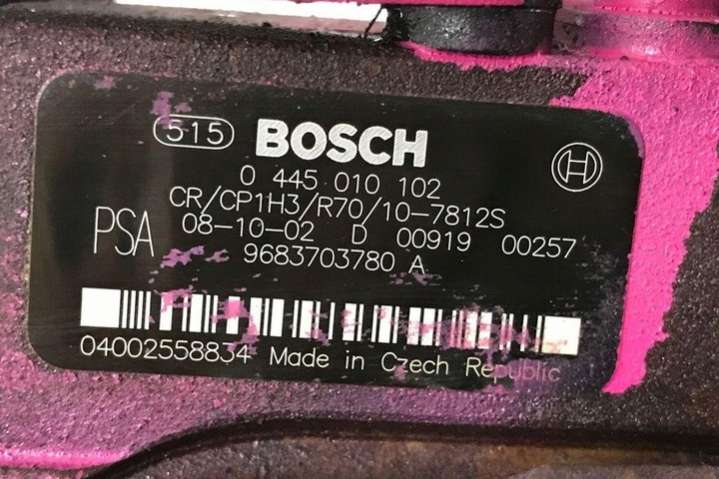 515 BOSCH
0 445 010 102
CR/CP1H3/R70/10-7812S
PSA 08-10-02 D 00919 00257
9683703780 A
04002558834 Made in Czech Republic